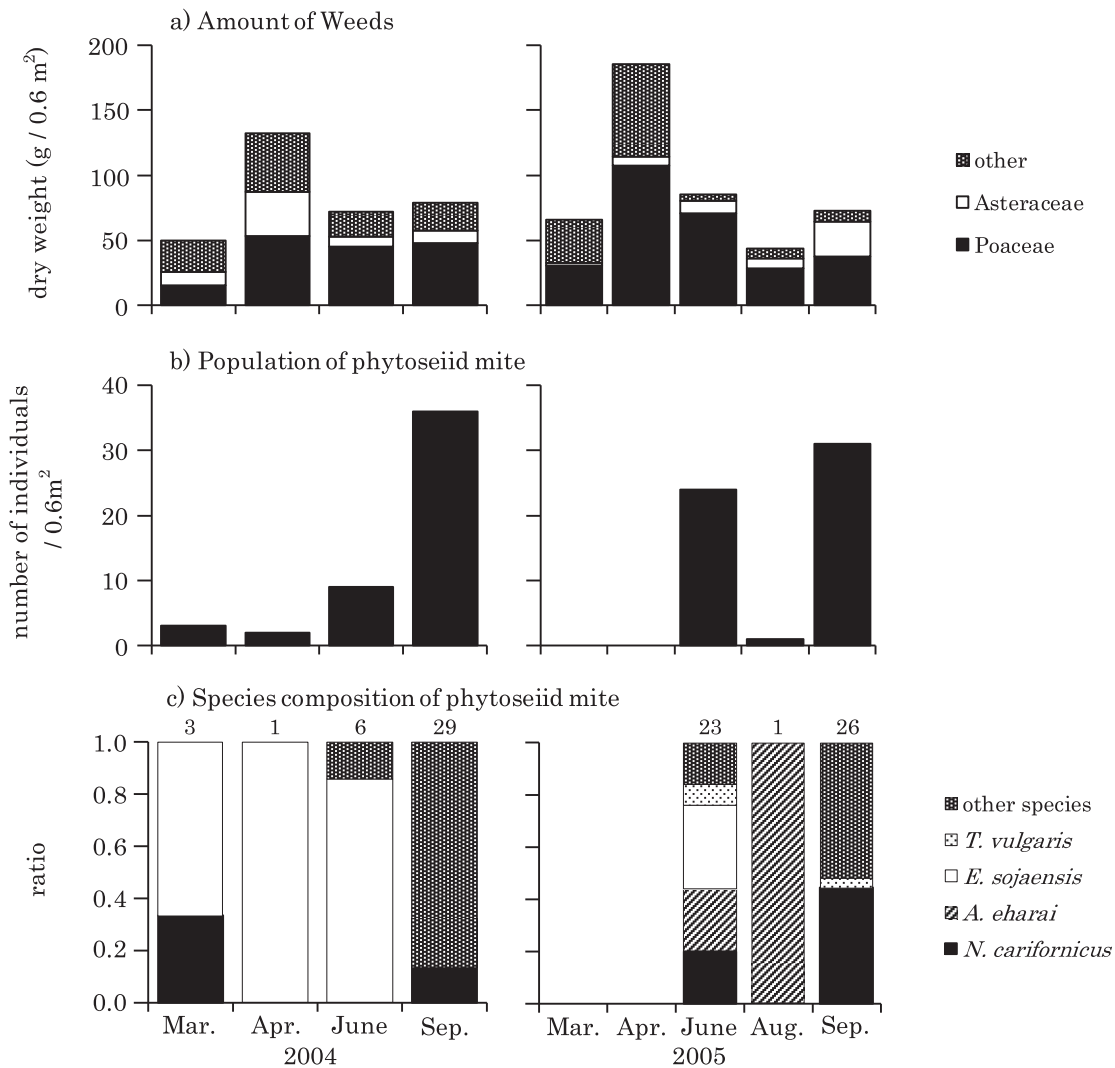 a) Amount of Weeds
dry weight (g / 0.6 m²)
200
150
100
50
0
other
Asteraceae
Poaceae
b) Population of phytoseiid mite
number of individuals
/ 0.6m²
40
30
20
10
0
c) Species composition of phytoseiid mite
3 1 6 29 23 1 26
ratio
1.0
0.8
0.6
0.4
0.2
0.0
other species
T. vulgaris
E. sojaensis
A. eharai
N. carifornicus
Mar. Apr. June Sep. Mar. Apr. June Aug. Sep.
2004 2005